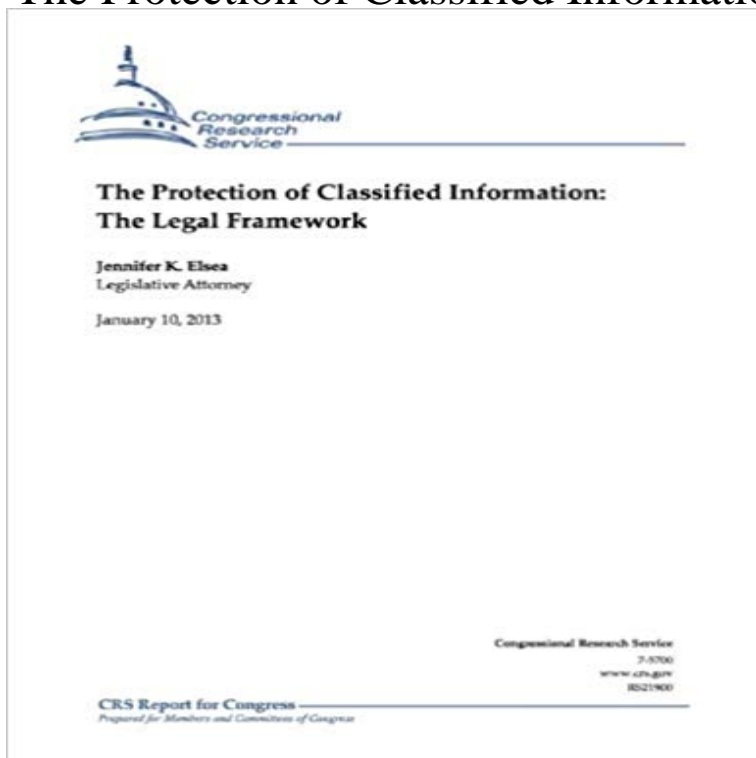 The Protection of Classified Informatio
Congressional
Research
Service
The Protection of Classified Information:
The Legal Framework
Jennifer K. Elsea
Legislative Attorney
January 10, 2013
Congressional Research Service
7-5700
www.crs.gov
RS21900
CRS Report for Congress
Prepared for Members and Committees of Congress